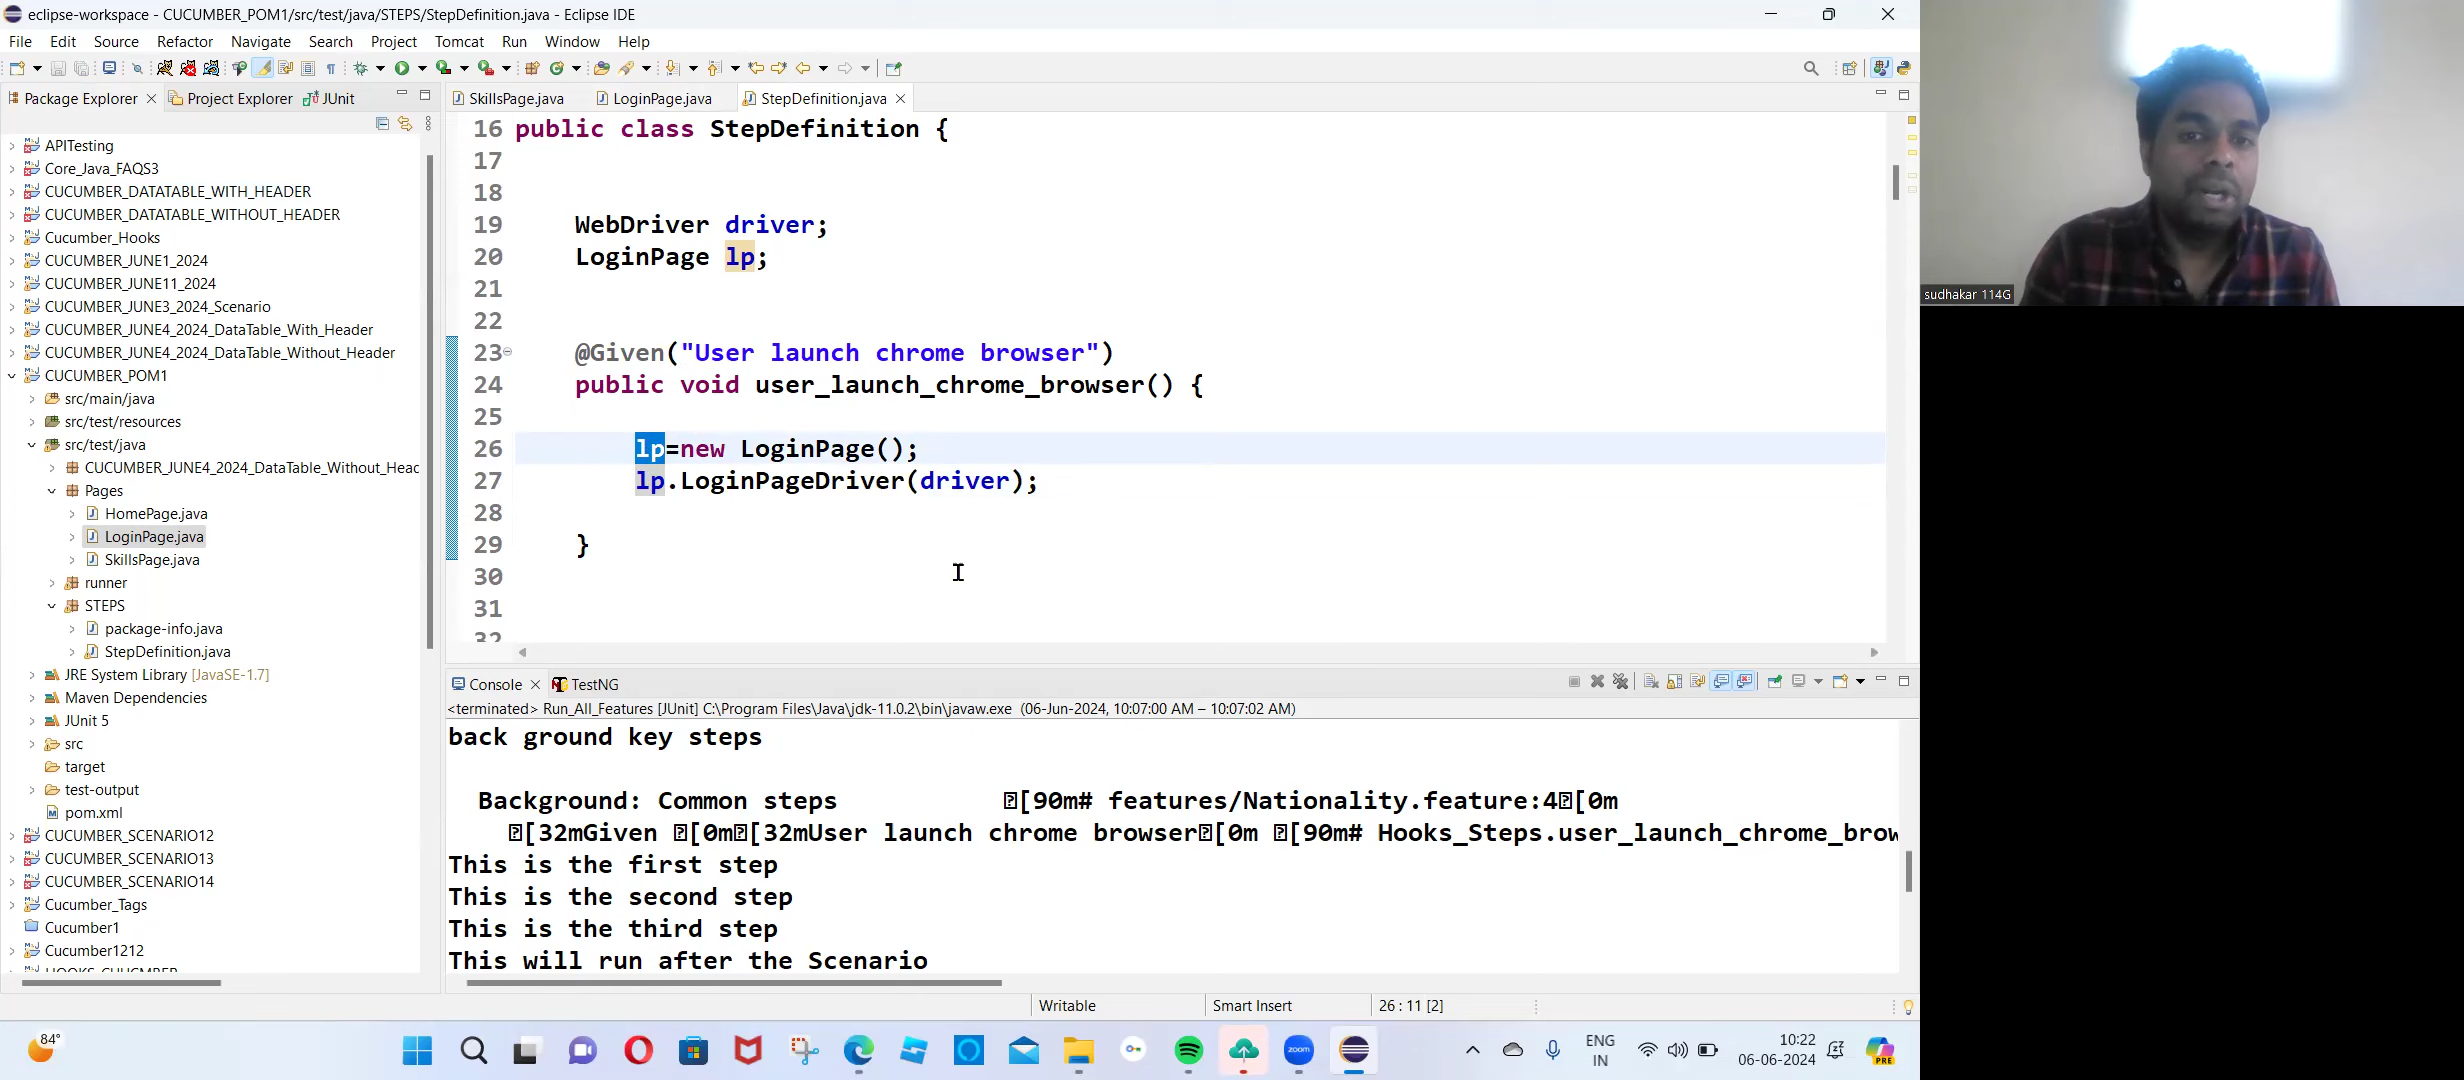 eclipse-workspace - CUCUMBER_POM1/src/test/java/STEPS/StepDefinition.java - Eclipse IDE
File Edit Source Refactor Navigate Search Project Tomcat Run Window Help
Package Explorer Project Explorer JUnit
SkillsPage.java LoginPage.java StepDefinition.java
APITesting
Core_Java_FAQS3
CUCUMBER_DATATABLE_WITH_HEADER
CUCUMBER_DATATABLE_WITHOUT_HEADER
Cucumber_Hooks
CUCUMBER_JUNE1_2024
CUCUMBER_JUNE11_2024
CUCUMBER_JUNE3_2024_Scenario
CUCUMBER_JUNE4_2024_DataTable_With_Header
CUCUMBER_JUNE4_2024_DataTable_Without_Header
CUCUMBER_POM1
src/main/java
src/test/resources
src/test/java
CUCUMBER_JUNE4_2024_DataTable_Without_Heac
Pages
HomePage.java
LoginPage.java
SkillsPage.java
runner
STEPS
package-info.java
StepDefinition.java
JRE System Library [JavaSE-1.7]
Maven Dependencies
JUnit 5
src
target
test-output
pom.xml
CUCUMBER_SCENARIO12
CUCUMBER_SCENARIO13
CUCUMBER_SCENARIO14
Cucumber_Tags
Cucumber1
Cucumber1212
16 public class StepDefinition {
17
18
19 WebDriver driver;
20 LoginPage lp;
21
22
23 @Given("User launch chrome browser")
24 public void user_launch_chrome_browser() {
25
26 lp=new LoginPage();
27 lp.LoginPageDriver(driver);
28
29 }
30
31
32
Console TestNG
<terminated> Run_All_Features [JUnit] C:\Program Files\Java\jdk-11.0.2\bin\javaw.exe (06-Jun-2024, 10:07:00 AM – 10:07:02 AM)
back ground key steps
Background: Common steps [90m# features/Nationality.feature:4[0m
[32mGiven [0m[32mUser launch chrome browser[0m [90m# Hooks_Steps.user_launch_chrome_brow
This is the first step
This is the second step
This is the third step
This will run after the Scenario
Writable Smart Insert 26 : 11 [2]
sudhakar 114G
84°
zoom
ENG
IN
10:22
06-06-2024
PRE